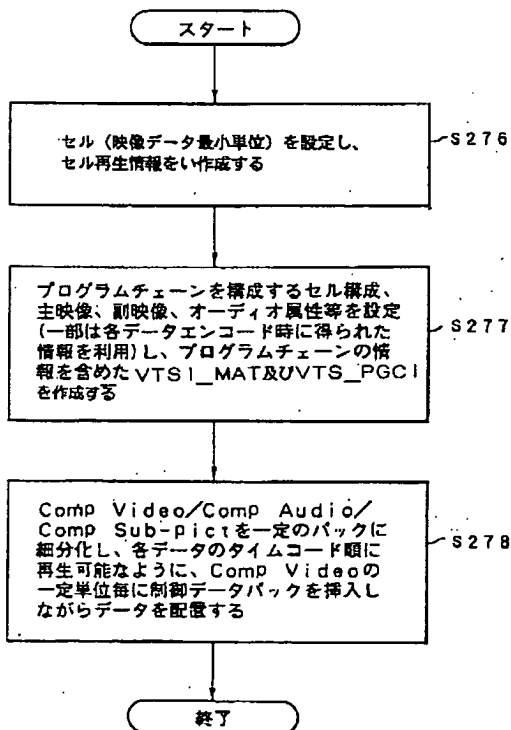 スタート
セル（映像データ最小単位）を設定し、
セル再生情報をい作成する
S276
プログラムチェーンを構成するセル構成、
主映像、副映像、オーディオ属性等を設定
(一部は各データエンコード時に得られた
情報を利用)し、プログラムチェーンの情
報を含めたVTSI_MAT及びVTS_PGCI
を作成する
S277
Comp Video/Comp Audio/
Comp Sub-pictを一定のパックに
細分化し、各データのタイムコード順に
再生可能なように、Comp Videoの
一定単位毎に制御データパックを挿入し
ながらデータを配置する
S278
終了